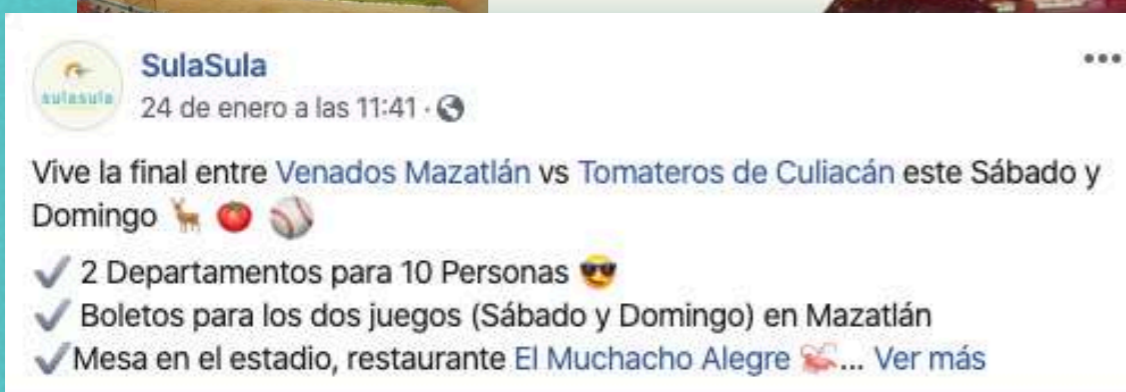 SulaSula
sulasula
24 de enero a las 11:41 ·
Vive la final entre Venados Mazatlán vs Tomateros de Culiacán este Sábado y
Domingo 🦌 🍅 ⚾
✔ 2 Departamentos para 10 Personas 😎
✔ Boletos para los dos juegos (Sábado y Domingo) en Mazatlán
✔Mesa en el estadio, restaurante El Muchacho Alegre 🦐... Ver más